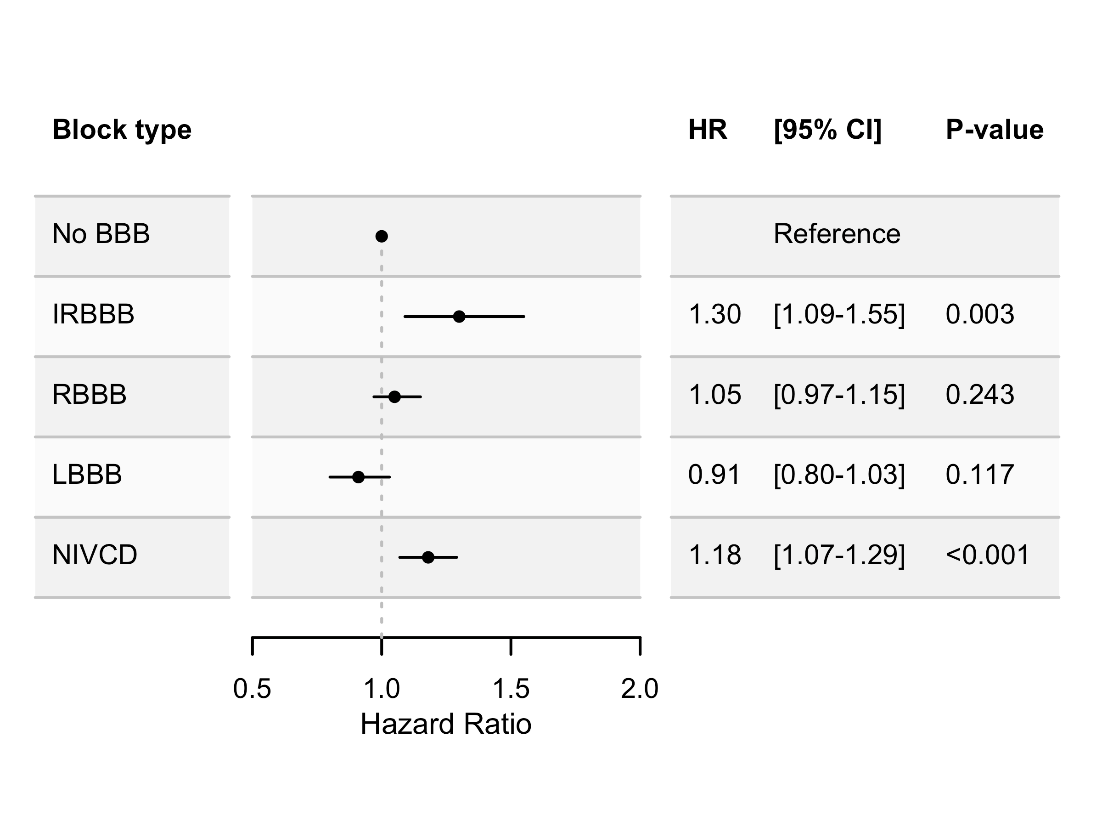 Block type HR [95% CI] P-value
No BBB Reference
IRBBB 1.30 [1.09-1.55] 0.003
RBBB 1.05 [0.97-1.15] 0.243
LBBB 0.91 [0.80-1.03] 0.117
NIVCD 1.18 [1.07-1.29] <0.001
0.5 1.0 1.5 2.0
Hazard Ratio